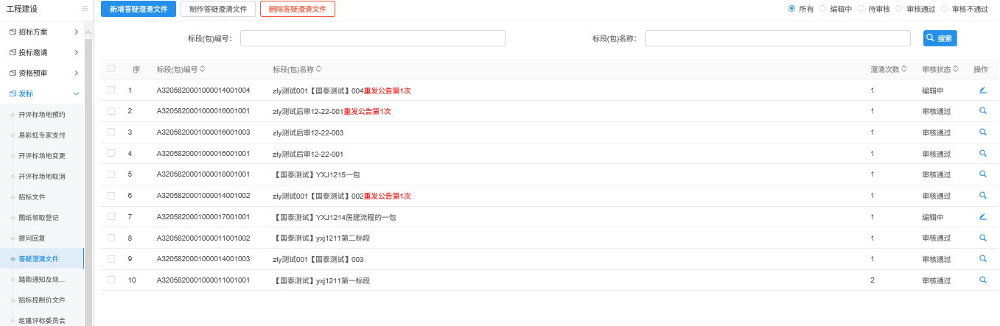 工程建设
新增答疑澄清文件 制作答疑澄清文件 删除答疑澄清文件 所有 编辑中 待审核 审核通过 审核不通过
招标方案
投标邀请
资格预审
发标
开评标场地预约
易彩虹专家支付
开评标场地变更
开评标场地取消
招标文件
图纸领取登记
提问回复
答疑澄清文件
踏勘通知及现...
招标控制价文件
组建评标委员会
标段(包)编号： 标段(包)名称： 搜索
序 标段(包)编号 标段(包)名称 澄清次数 审核状态 操作
1 A3205820001000014001004 zly测试001【国泰测试】004重发公告第1次 1 编辑中
2 A3205820001000016001001 zly测试后审12-22-001重发公告第1次 1 审核通过
3 A3205820001000016001003 zly测试后审12-22-003 1 审核通过
4 A3205820001000016001001 zly测试后审12-22-001 1 审核通过
5 A3205820001000018001001 【国泰测试】YXJ1215一包 1 审核通过
6 A3205820001000014001002 zly测试001【国泰测试】002重发公告第1次 1 审核通过
7 A3205820001000017001001 【国泰测试】YXJ1214房建流程的一包 1 编辑中
8 A3205820001000011001002 【国泰测试】yxj1211第二标段 1 审核通过
9 A3205820001000014001003 zly测试001【国泰测试】003 1 审核通过
10 A3205820001000011001001 【国泰测试】yxj1211第一标段 2 审核通过